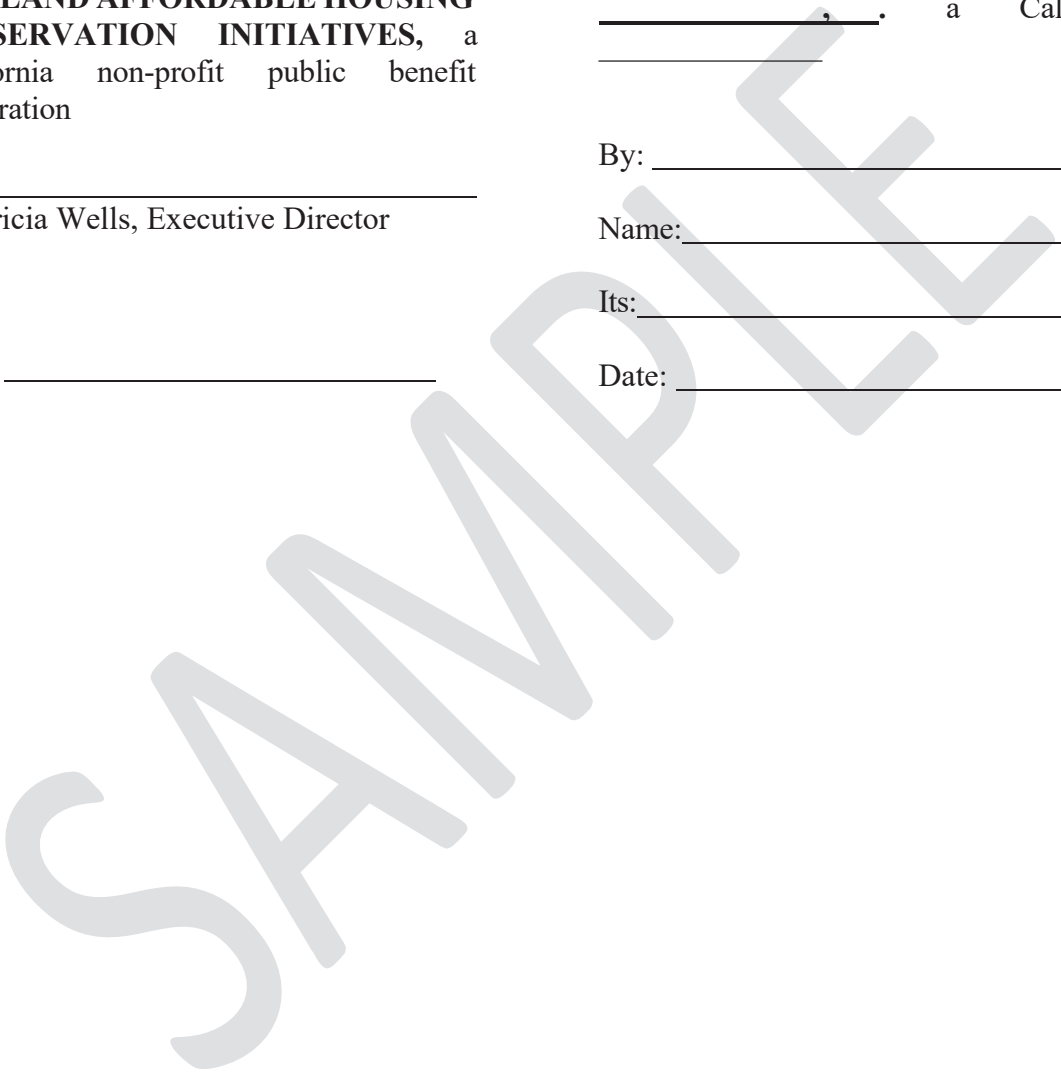 LAND AFFORDABLE HOUSING
SERVATION INITIATIVES, a
ornia non-profit public benefit
ration
ricia Wells, Executive Director
, . a Cal
By:
Name:
Its:
Date:
SAMPLE